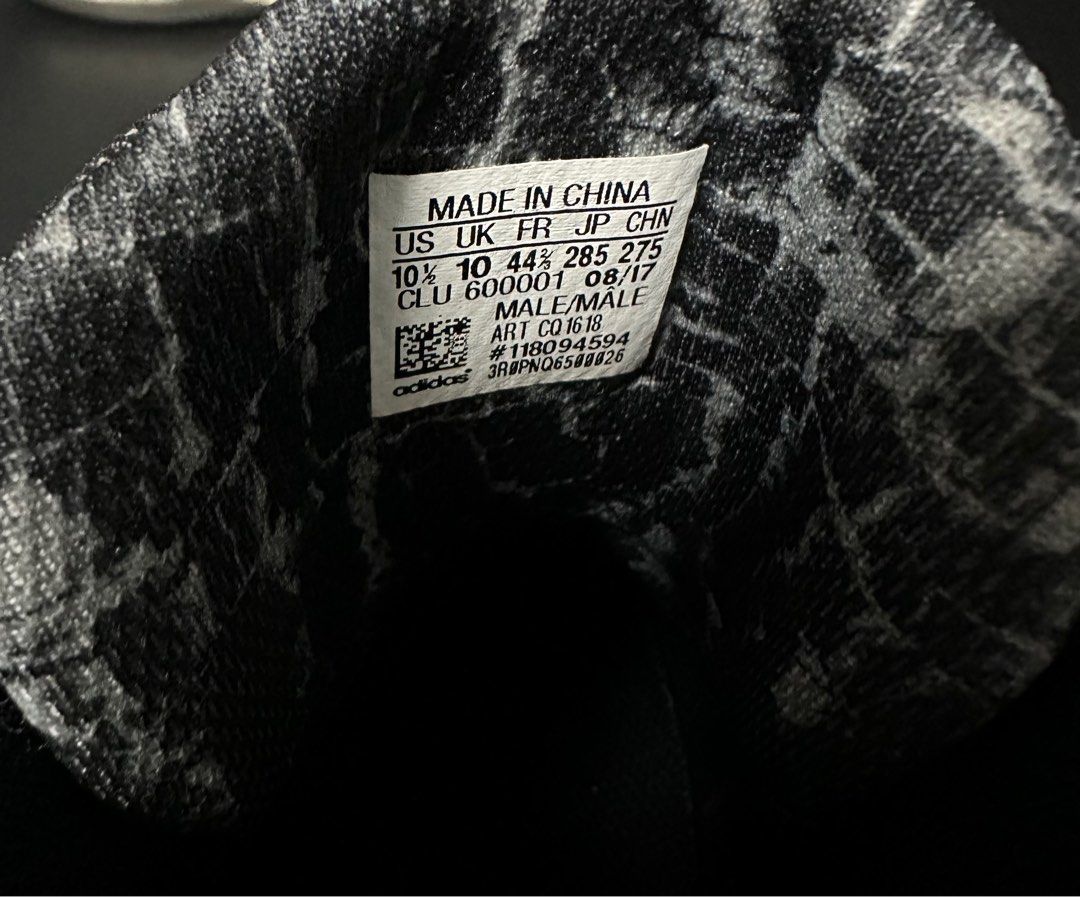 MADE IN CHINA
US UK FR JP CHN
10½ 10 44⅔ 285 275
CLU 600001 08/17
MALE/MÂLE
ART CQ1618
#118094594
3R0PNQ6500026
adidas